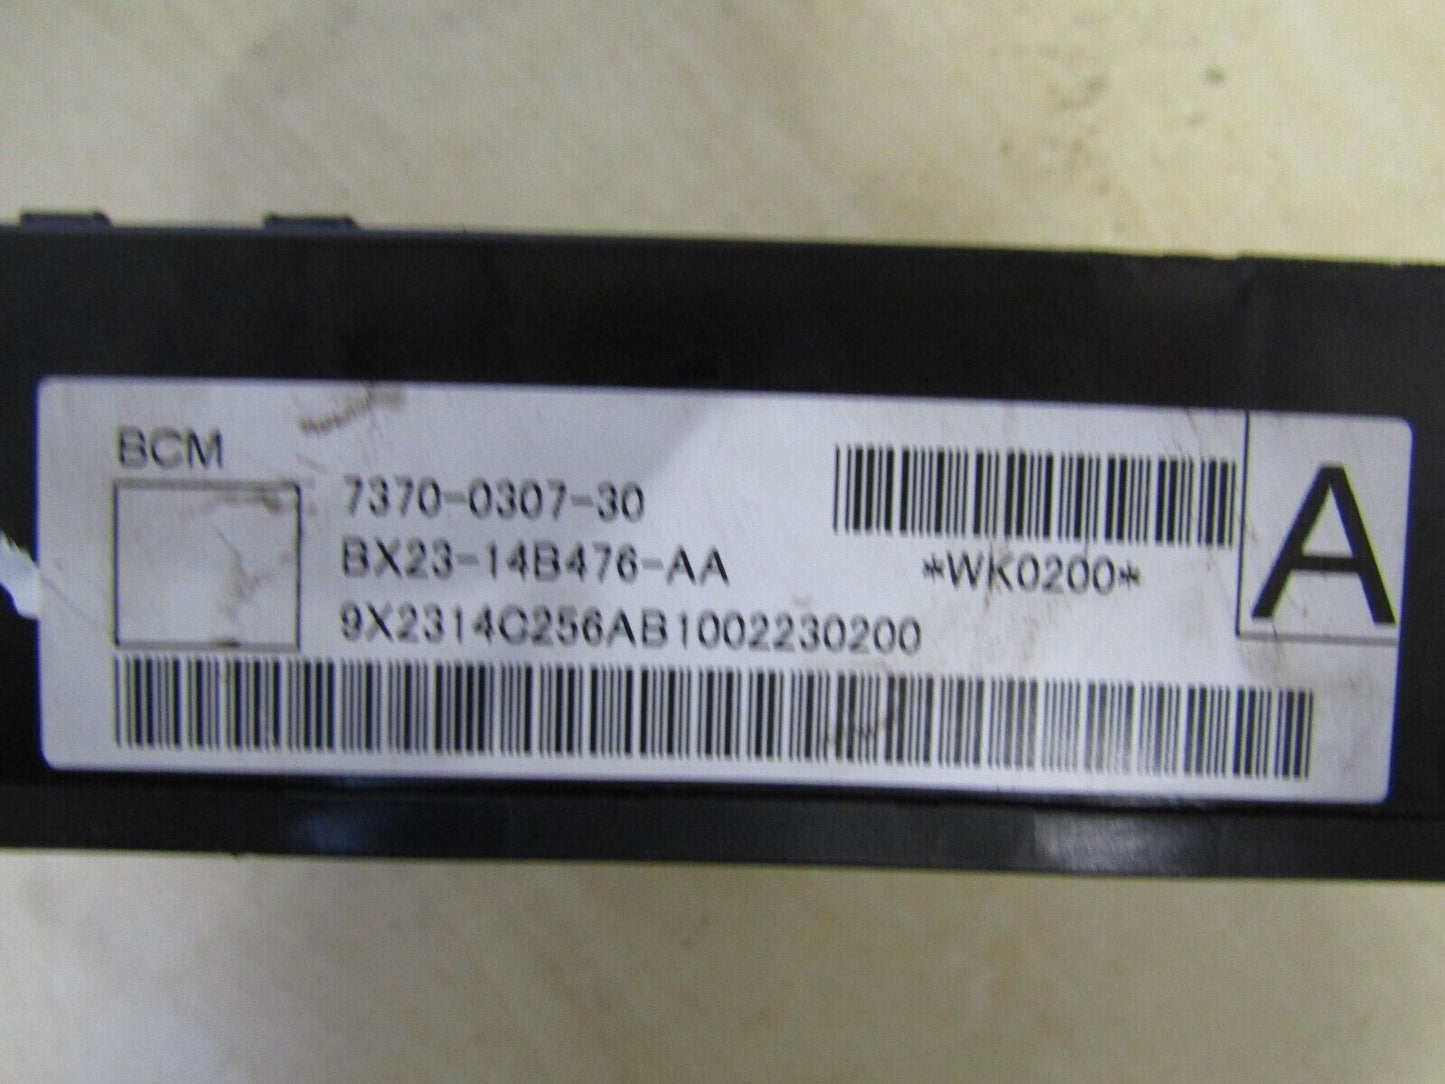 BCM
7370-0307-30
BX23-14B476-AA
9X2314C256AB1002230200
*WK0200*
A